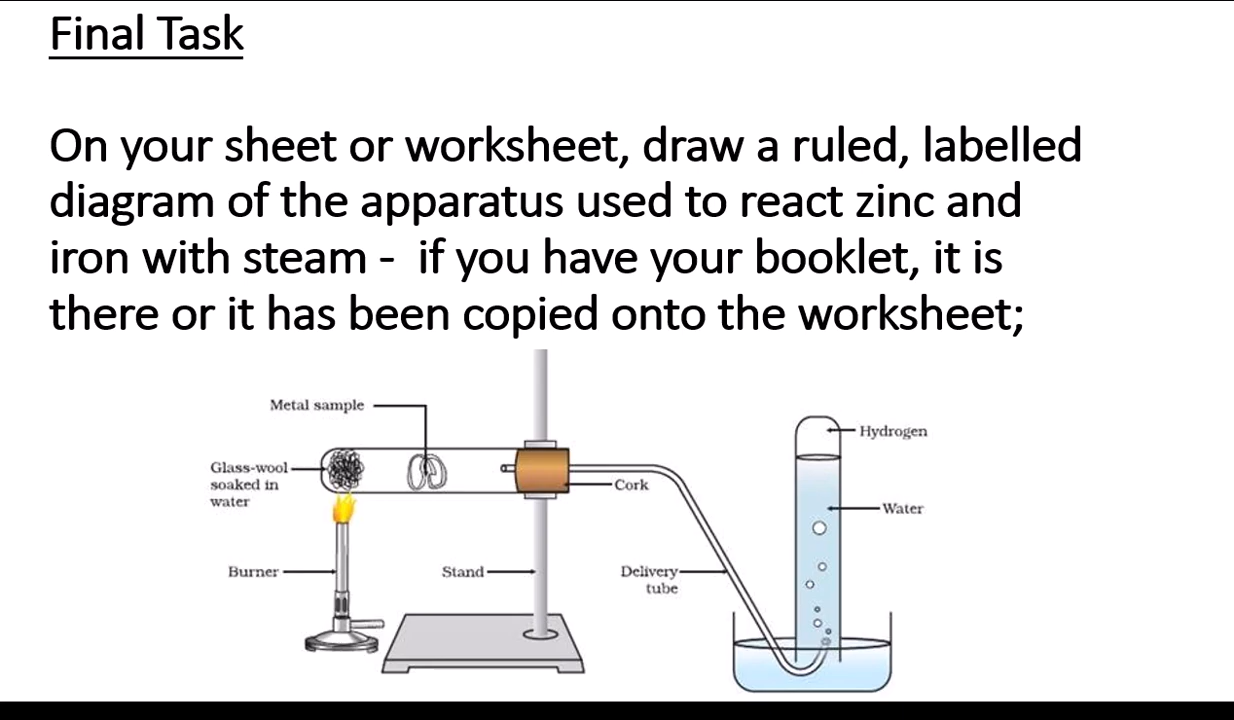 Final Task
On your sheet or worksheet, draw a ruled, labelled
diagram of the apparatus used to react zinc and
iron with steam -  if you have your booklet, it is
there or it has been copied onto the worksheet;
Metal sample
Hydrogen
Glass-wool
soaked in
water
Cork
Water
Burner
Stand
Delivery
tube